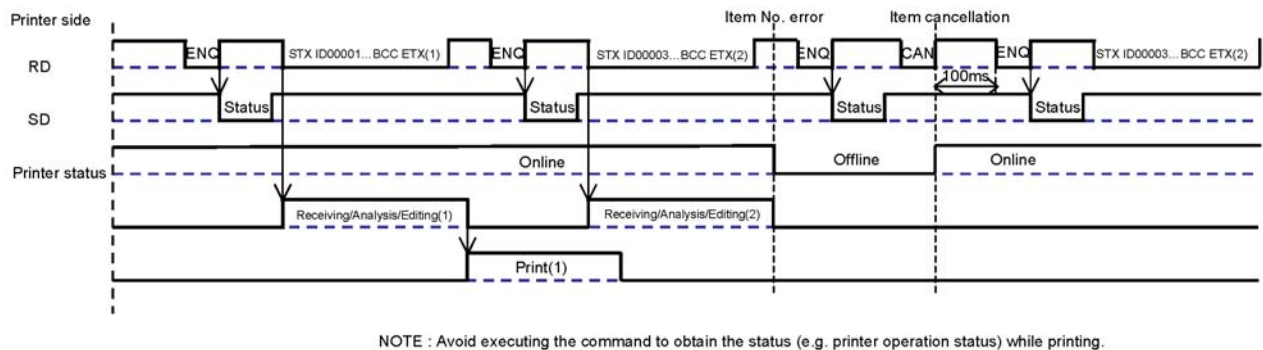 Printer side
Item No. error
Item cancellation
RD
ENQ
STX ID00001...BCC ETX(1)
ENQ
STX ID00003...BCC ETX(2)
ENQ
CAN
ENQ
STX ID00003...BCC ETX(2)
100ms
SD
Status
Status
Status
Status
Printer status
Online
Offline
Online
Receiving/Analysis/Editing(1)
Receiving/Analysis/Editing(2)
Print(1)
NOTE : Avoid executing the command to obtain the status (e.g. printer operation status) while printing.